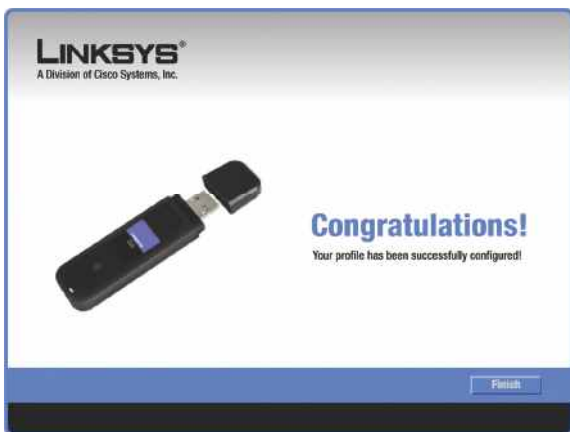 LINKSYS®
A Division of Cisco Systems, Inc.
Congratulations!
Your profile has been successfully configured!
Finish